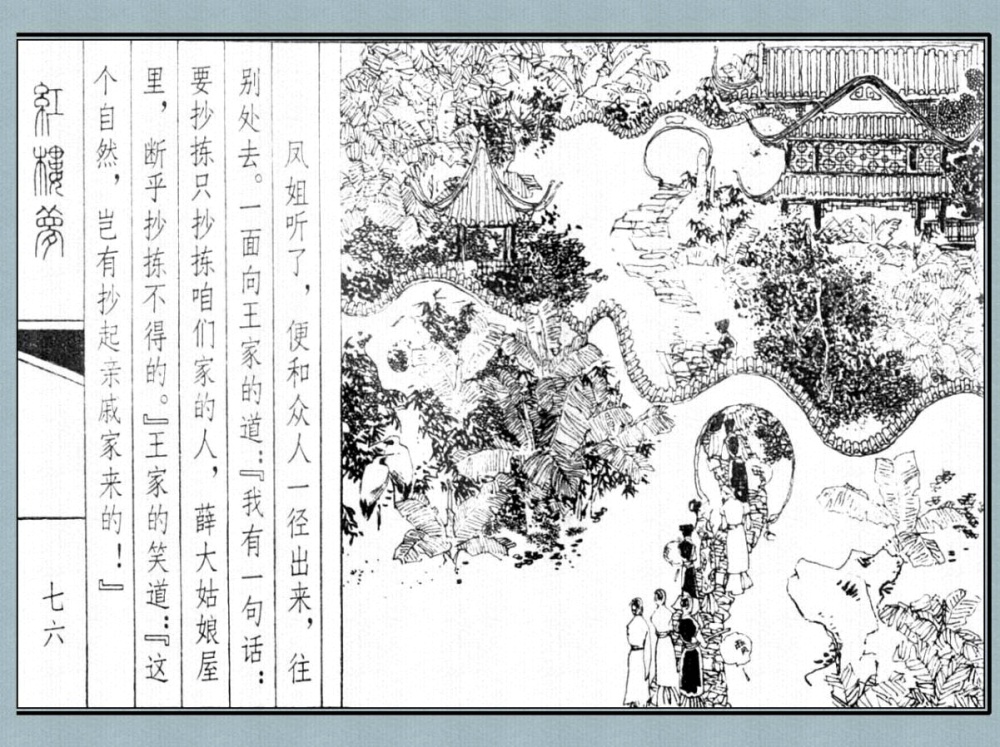 凤姐听了，便和众人一径出来，往
别处去。一面向王家的道：『我有一句话：
要抄拣只抄拣咱们家的人，薛大姑娘屋
里，断乎抄拣不得的。』王家的笑道：『这
个自然，岂有抄起亲戚家来的！』
紅樓夢
七六